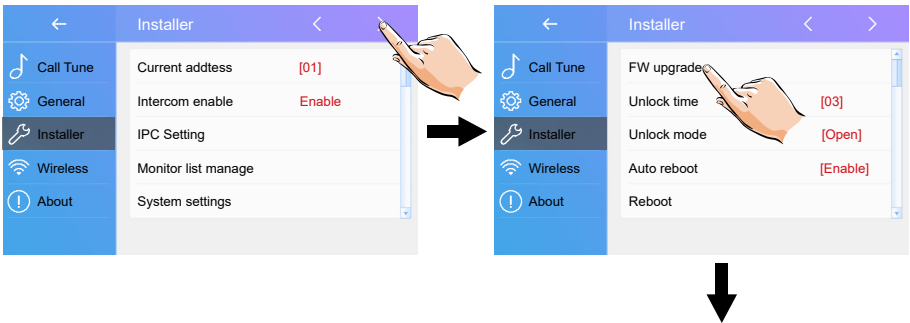 Installer
Call Tune
General
Installer
Wireless
About
Current addtess [01]
Intercom enable Enable
IPC Setting
Monitor list manage
System settings
Installer
Call Tune
General
Installer
Wireless
About
FW upgrade
Unlock time [03]
Unlock mode [Open]
Auto reboot [Enable]
Reboot